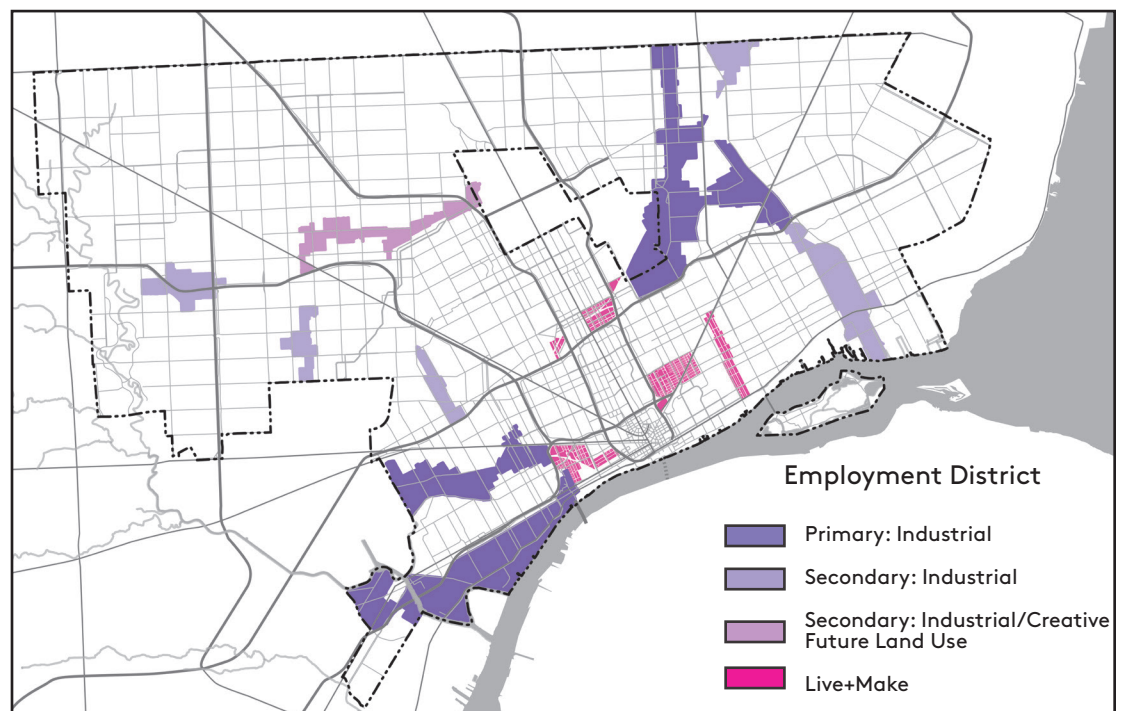 Employment District
Primary: Industrial
Secondary: Industrial
Secondary: Industrial/Creative
Future Land Use
Live+Make